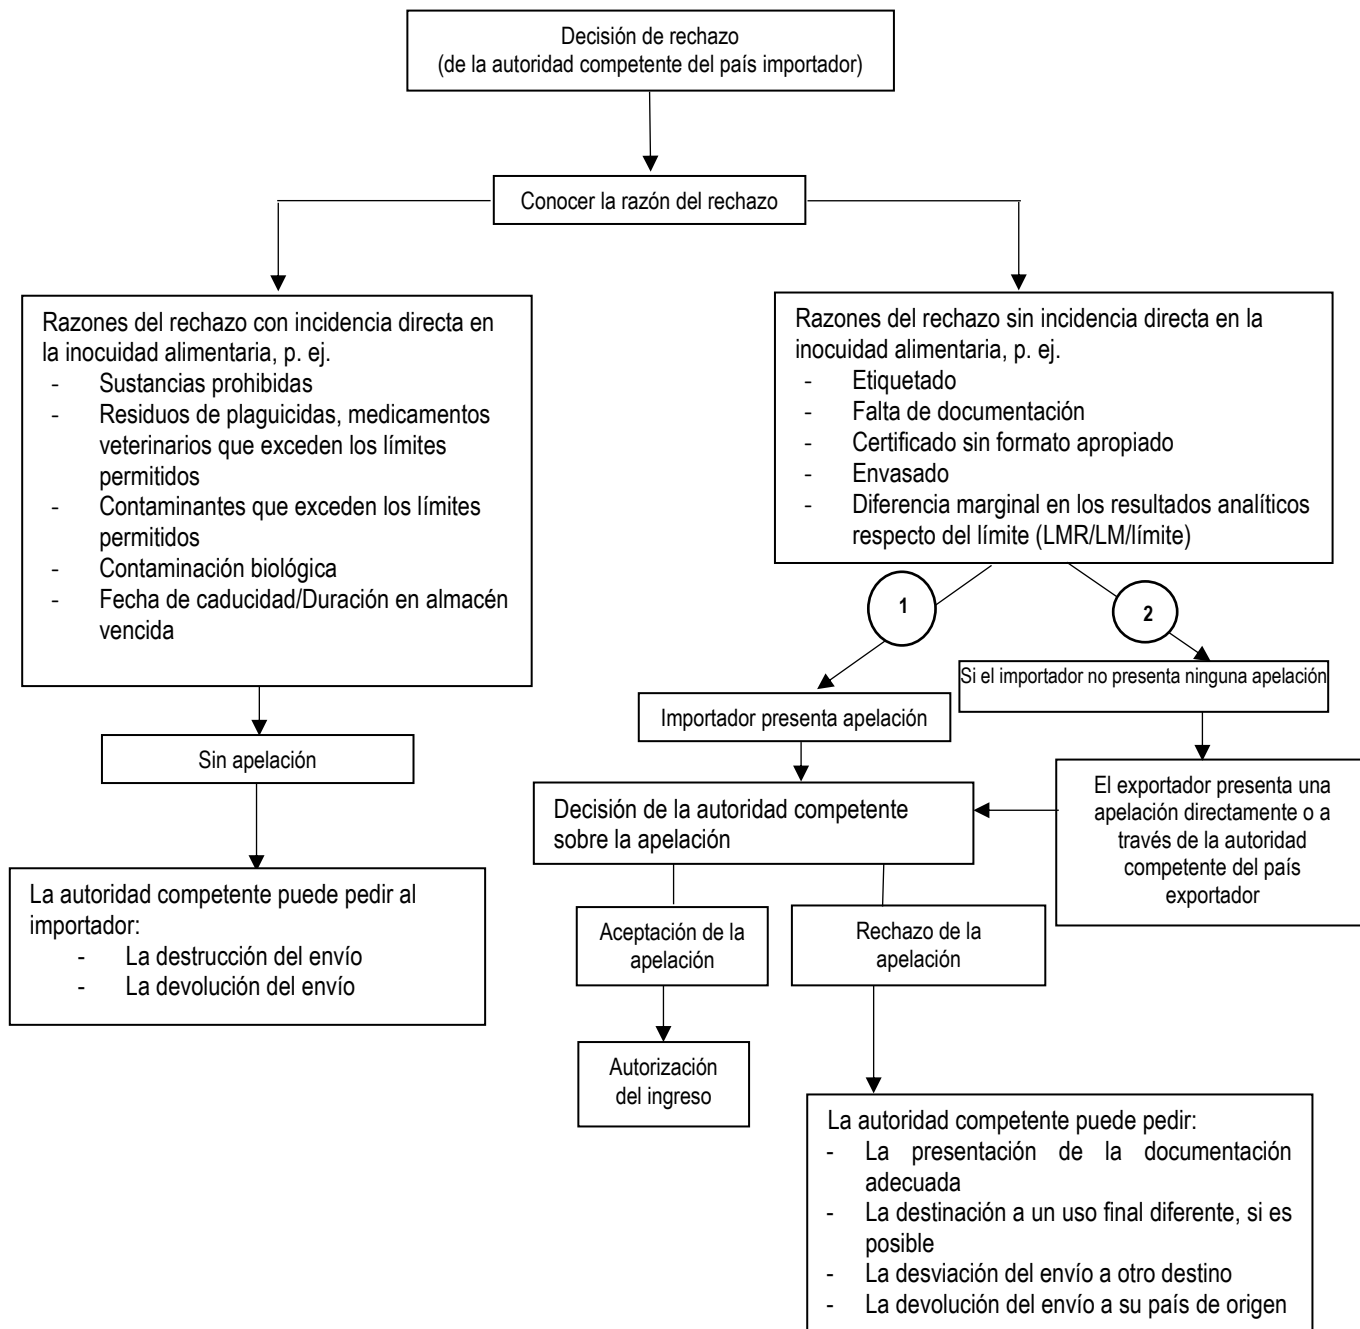 Decisión de rechazo
(de la autoridad competente del país importador)
Conocer la razón del rechazo
Razones del rechazo con incidencia directa en
la inocuidad alimentaria, p. ej.
- Sustancias prohibidas
- Residuos de plaguicidas, medicamentos
veterinarios que exceden los límites
permitidos
- Contaminantes que exceden los límites
permitidos
- Contaminación biológica
- Fecha de caducidad/Duración en almacén
vencida
Sin apelación
La autoridad competente puede pedir al
importador:
- La destrucción del envío
- La devolución del envío
Razones del rechazo sin incidencia directa en la
inocuidad alimentaria, p. ej.
- Etiquetado
- Falta de documentación
- Certificado sin formato apropiado
- Envasado
- Diferencia marginal en los resultados analíticos
respecto del límite (LMR/LM/límite)
1
2
Si el importador no presenta ninguna apelación
Importador presenta apelación
El exportador presenta una
apelación directamente o a
través de la autoridad
competente del país
exportador
Decisión de la autoridad competente
sobre la apelación
Aceptación de la
apelación
Rechazo de la
apelación
Autorización
del ingreso
La autoridad competente puede pedir:
- La presentación de la documentación
adecuada
- La destinación a un uso final diferente, si es
posible
- La desviación del envío a otro destino
- La devolución del envío a su país de origen